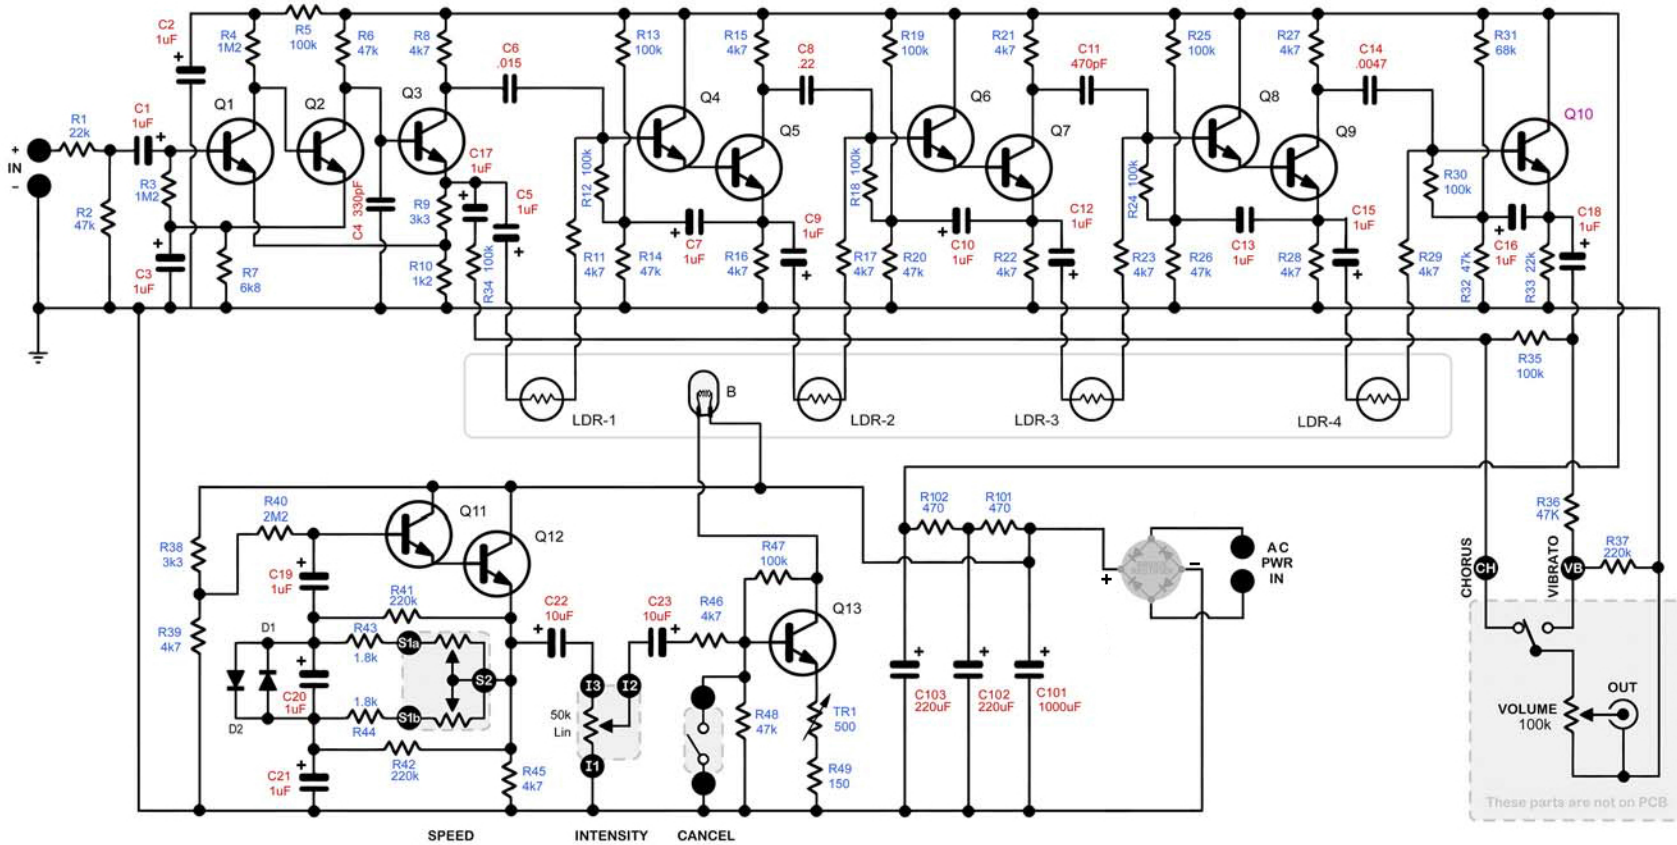 C2
1uF
R4
1M2
R5
100k
R6
47k
R8
4k7
C6
.015
R13
100k
R15
4k7
C8
.22
R19
100k
R21
4k7
C11
470pF
R25
100k
R27
4k7
C14
.0047
R31
68k
R1
22k
C1
1uF
Q1
Q2
Q3
Q4
Q5
Q6
Q7
Q8
Q9
Q10
+
IN
-
R2
47k
R3
1M2
C3
1uF
R7
6k8
C4 330pF
C17
1uF
R9
3k3
R10
1k2
R34 100k
C5
1uF
R12 100k
R11
4k7
R14
47k
C7
1uF
R16
4k7
C9
1uF
R18 100k
R17
4k7
R20
47k
C10
1uF
R22
4k7
C12
1uF
R24 100k
R23
4k7
R26
47k
C13
1uF
R28
4k7
C15
1uF
R30
100k
R29
4k7
R32 47k
C16
1uF
R33 22k
C18
1uF
R35
100k
B
LDR-1
LDR-2
LDR-3
LDR-4
R40
2M2
Q11
Q12
R38
3k3
C19
1uF
R41
220k
R39
4k7
D1
D2
R43
1.8k
S1a
C20
1uF
S2
1.8k
R44
S1b
R42
220k
C21
1uF
R45
4k7
C22
10uF
I3
I2
50k
Lin
I1
C23
10uF
R46
4k7
R47
100k
Q13
R48
47k
TR1
500
R49
150
SPEED
INTENSITY
CANCEL
R102
470
R101
470
C103
220uF
C102
220uF
C101
1000uF
+
-
AC
PWR
IN
R36
47K
R37
220k
CHORUS
CH
VIBRATO
VB
OUT
VOLUME
100k
These parts are not on PCB